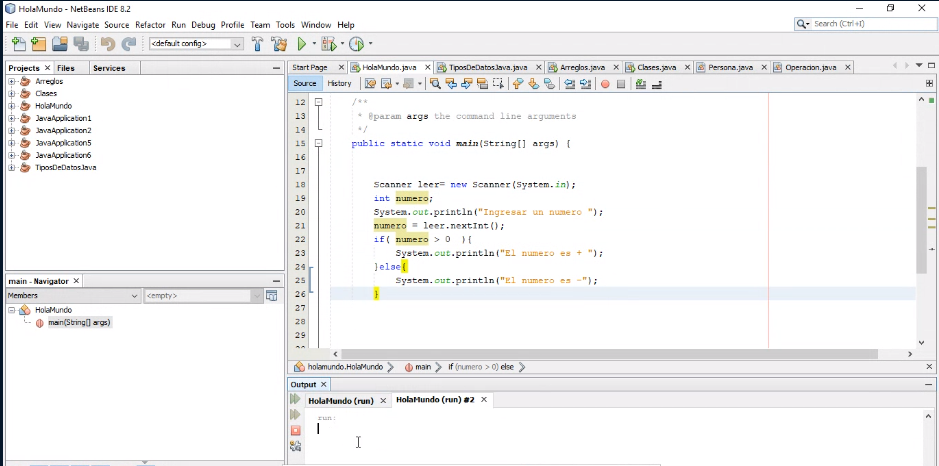 HolaMundo - NetBeans IDE 8.2
File Edit View Navigate Source Refactor Run Debug Profile Team Tools Window Help
Search (Ctrl+I)
<default config>
Projects Files Services
Arreglos
Clases
HolaMundo
JavaApplication1
JavaApplication2
JavaApplication5
JavaApplication6
TiposDeDatosJava
main - Navigator
Members <empty>
HolaMundo
main(String[] args)
Start Page HolaMundo.java TiposDeDatosJava.java Arreglos.java Clases.java Persona.java Operacion.java
Source History
12 /**
13 * @param args the command line arguments
14 */
15 public static void main(String[] args) {
16
17
18 Scanner leer= new Scanner(System.in);
19 int numero;
20 System.out.println("Ingresar un numero ");
21 numero = leer.nextInt();
22 if( numero > 0 ){
23 System.out.println("El numero es + ");
24 }else{
25 System.out.println("El numero es -");
26 }
27
28
29
holamundo.HolaMundo main if (numero > 0) else
Output
HolaMundo (run) HolaMundo (run) #2
run: